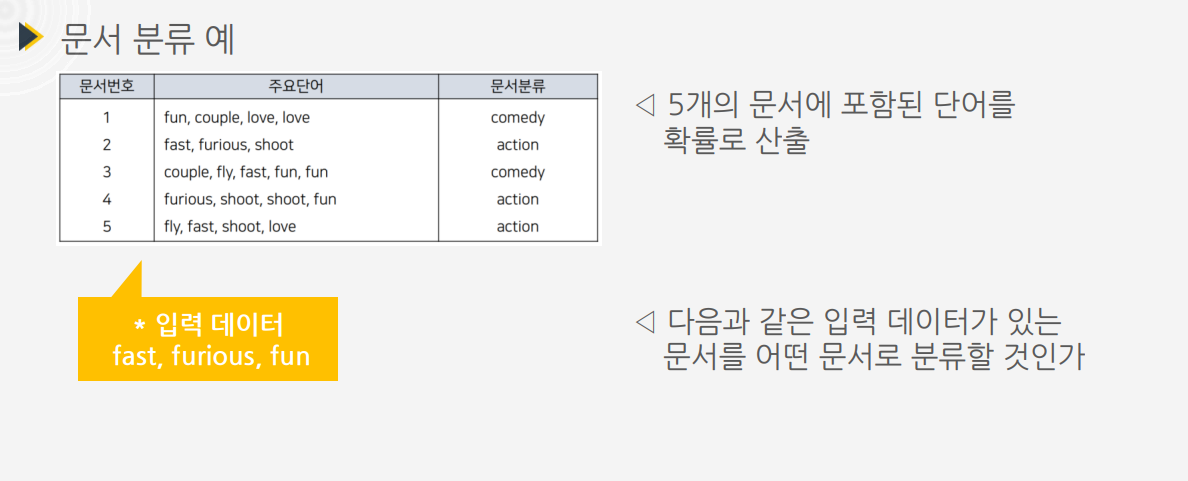 문서 분류 예
문서번호 주요단어 문서분류
1 fun, couple, love, love comedy
2 fast, furious, shoot action
3 couple, fly, fast, fun, fun comedy
4 furious, shoot, shoot, fun action
5 fly, fast, shoot, love action
◁ 5개의 문서에 포함된 단어를
확률로 산출
* 입력 데이터
fast, furious, fun
◁ 다음과 같은 입력 데이터가 있는
문서를 어떤 문서로 분류할 것인가